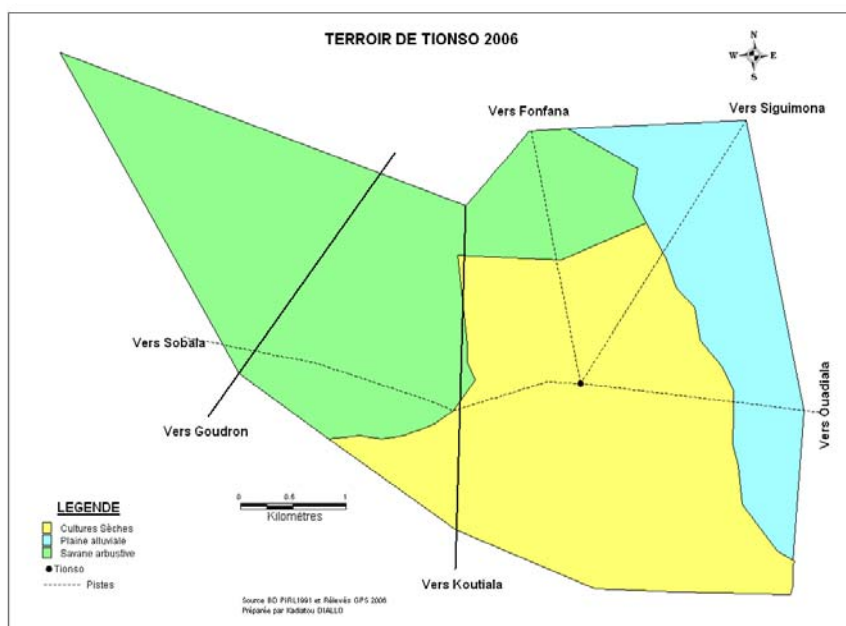 TERROIR DE TIONSO 2006
N
W E
S
Vers Fonfana
Vers Siguimona
Vers Sobala
Vers Ouadiala
Vers Goudron
0 0.5 1
Kilométres
LEGENDE
Cultures Sèches
Plaine alluviale
Savane arbustive
Tionso
Pistes
Vers Koutiala
Source BD PIRL1991 et Rélevés GPS 2006
Préparée par Kadiatou DIALLO